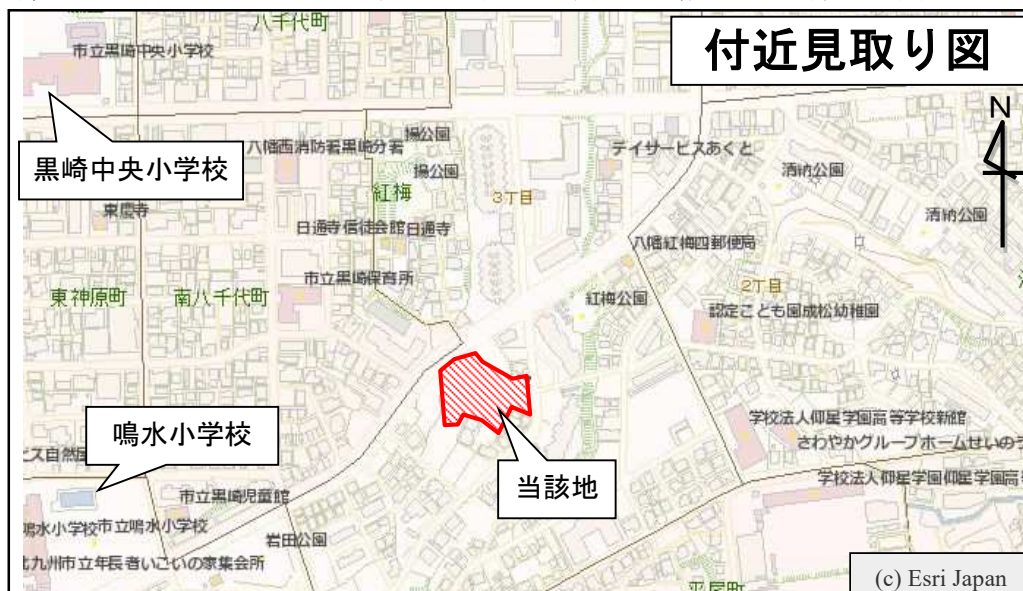 八千代町
市立黒崎中央小学校
付近見取り図
N
黒崎中央小学校
八幡西消防署黒崎分署
揚公園
デイサービスあくと
揚公園
清納公園
紅梅
3丁目
東慶寺
日通寺信徒会館
日通寺
清納公園
八幡紅梅四郵便局
市立黒崎保育所
東神原町
南八千代町
紅梅公園
2丁目
認定こども園成松幼稚園
鳴水小学校
学校法人仰星学園高等学校新館
さわやかグループホームせいのう
ビス自然
当該地
学校法人仰星学園仰星学園高
市立黒崎児童館
鳴水小学校
市立鳴水小学校
岩田公園
北九州市立年長者いこいの家集会所
平尾町
(c) Esri Japan